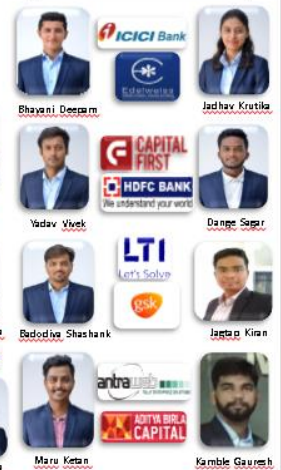 ICICI Bank
Edelweiss
Bhayani Deepam
Jadhav Krutika
CAPITAL
FIRST
HDFC BANK
We understand your world
Yadav Vivek
Dange Sagar
LTI
Let's Solve
gsk
Badodiya Shashank
Jagtap Kiran
antraweb
ADITYA BIRLA
CAPITAL
Maru Ketan
Kamble Gauresh